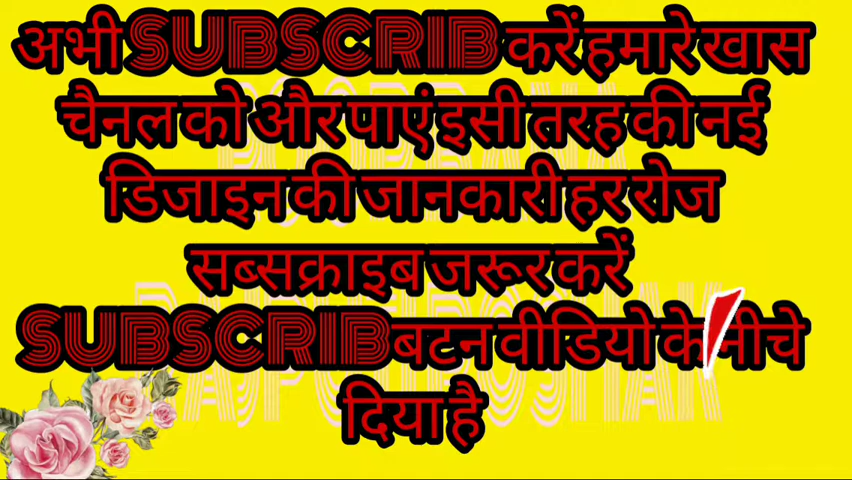 अभी SUBSCRIB करें हमारे खास
चैनल को और पाएं इसी तरह की नई
डिजाइन की जानकारी हर रोज
सब्सक्राइब जरूर करें
SUBSCRIB बटन वीडियो के नीचे
दिया है